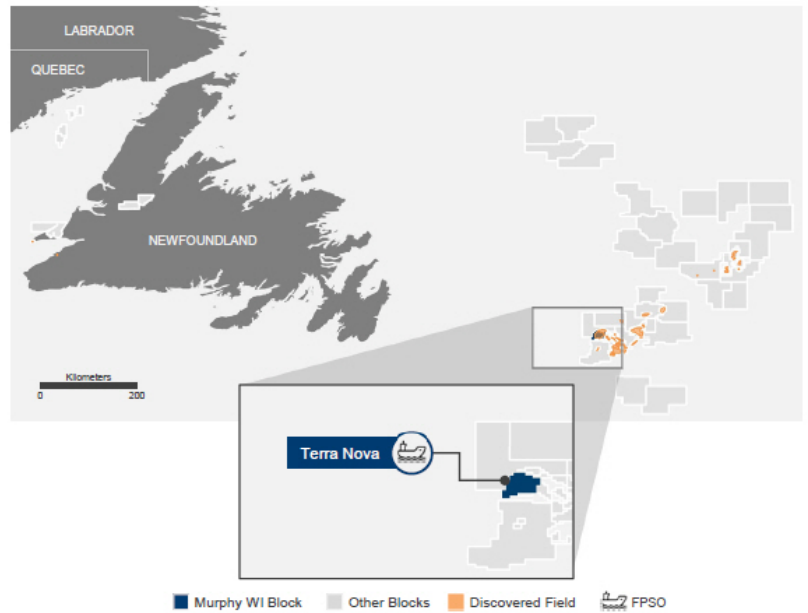 LABRADOR
QUEBEC
NEWFOUNDLAND
Kilometers
0 200
Terra Nova
Murphy WI Block Other Blocks Discovered Field FPSO